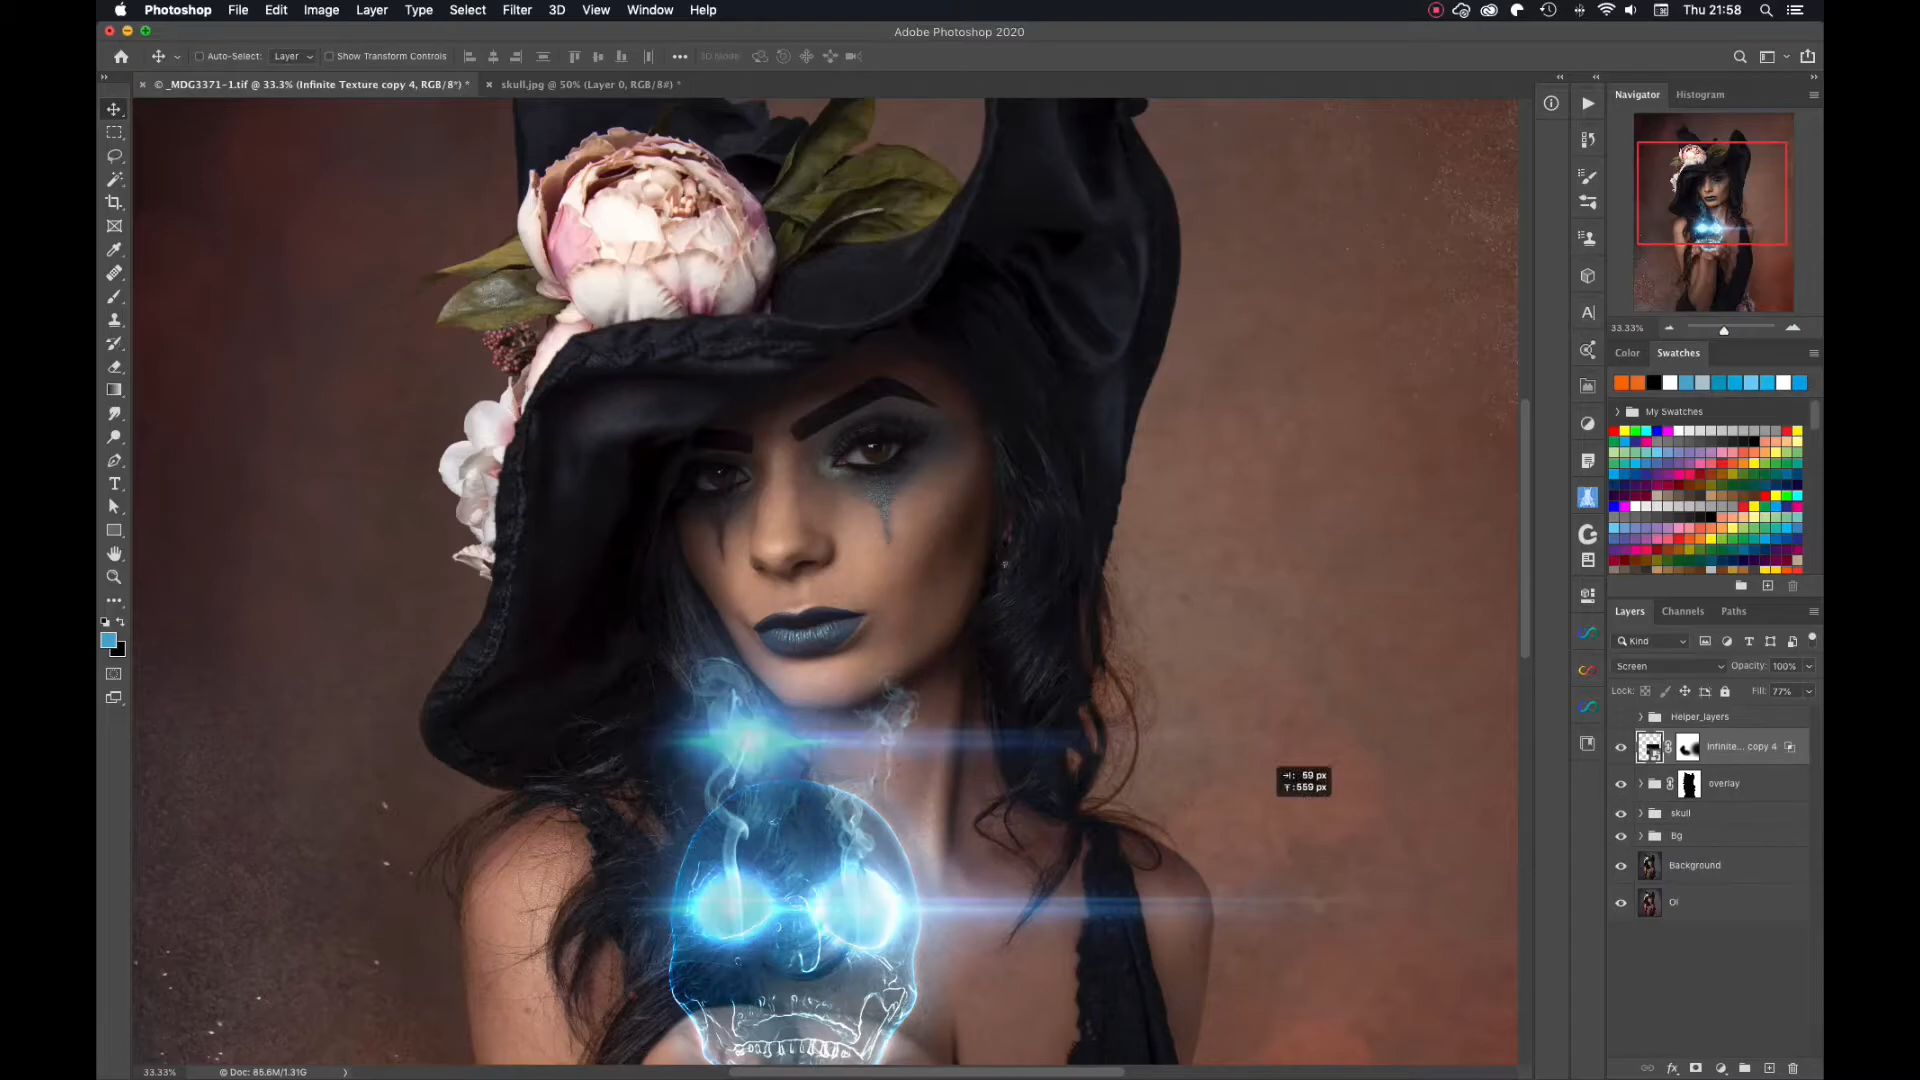 Photoshop File Edit Image Layer Type Select Filter 3D View Window Help Thu 21:58
Adobe Photoshop 2020
Auto-Select: Layer Show Transform Controls 3D Mode:
© _MDG3371-1.tif @ 33.3% (Infinite Texture copy 4, RGB/8*) * skull.jpg @ 50% (Layer 0, RGB/8#) *
Navigator Histogram
33.33%
Color Swatches
My Swatches
Layers Channels Paths
Kind
Screen Opacity: 100%
Lock: Fill: 77%
Helper_layers
Infinite... copy 4
overlay
skull
Bg
Background
Oi
: 59 px
: 559 px
33.33% Doc: 85.6M/1.31G